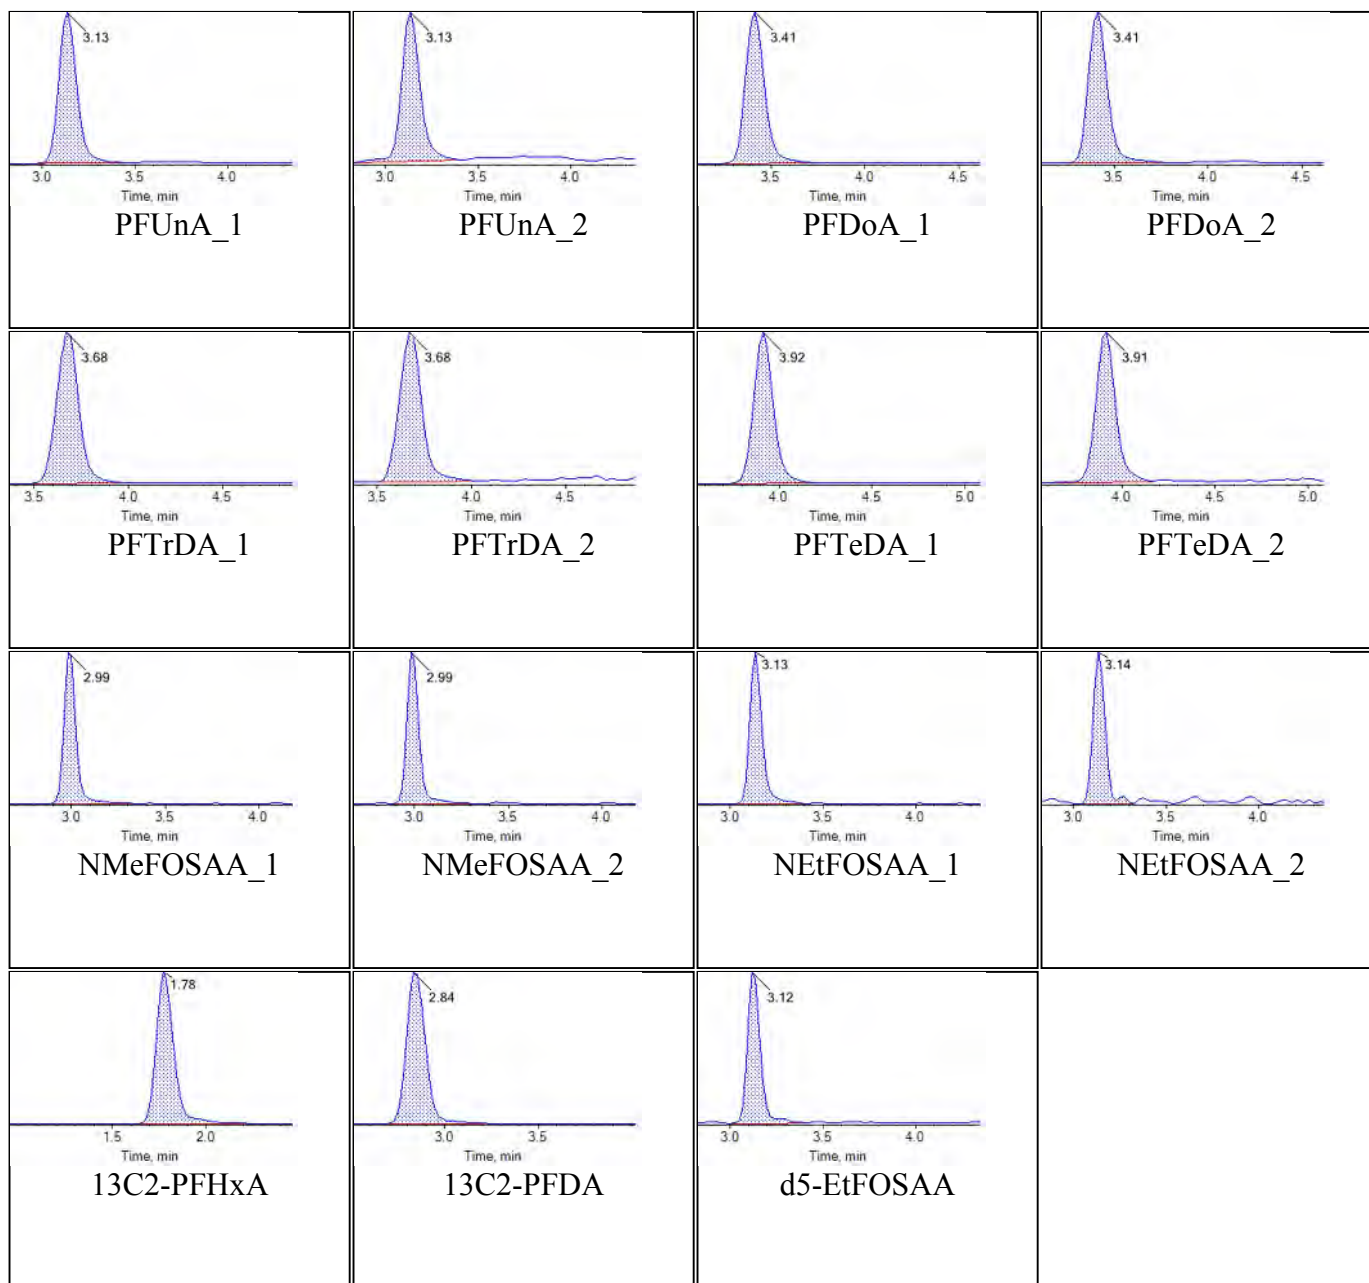 3.13
3.0 3.5 4.0
Time, min
PFUnA_1
3.13
3.0 3.5 4.0
Time, min
PFUnA_2
3.41
3.5 4.0 4.5
Time, min
PFDoA_1
3.41
3.5 4.0 4.5
Time, min
PFDoA_2
3.68
3.5 4.0 4.5
Time, min
PFTrDA_1
3.68
3.5 4.0 4.5
Time, min
PFTrDA_2
3.92
4.0 4.5 5.0
Time, min
PFTeDA_1
3.91
4.0 4.5 5.0
Time, min
PFTeDA_2
2.99
3.0 3.5 4.0
Time, min
NMeFOSAA_1
2.99
3.0 3.5 4.0
Time, min
NMeFOSAA_2
3.13
3.0 3.5 4.0
Time, min
NEtFOSAA_1
3.14
3.0 3.5 4.0
Time, min
NEtFOSAA_2
1.78
1.5 2.0
Time, min
13C2-PFHxA
2.84
3.0 3.5
Time, min
13C2-PFDA
3.12
3.0 3.5 4.0
Time, min
d5-EtFOSAA